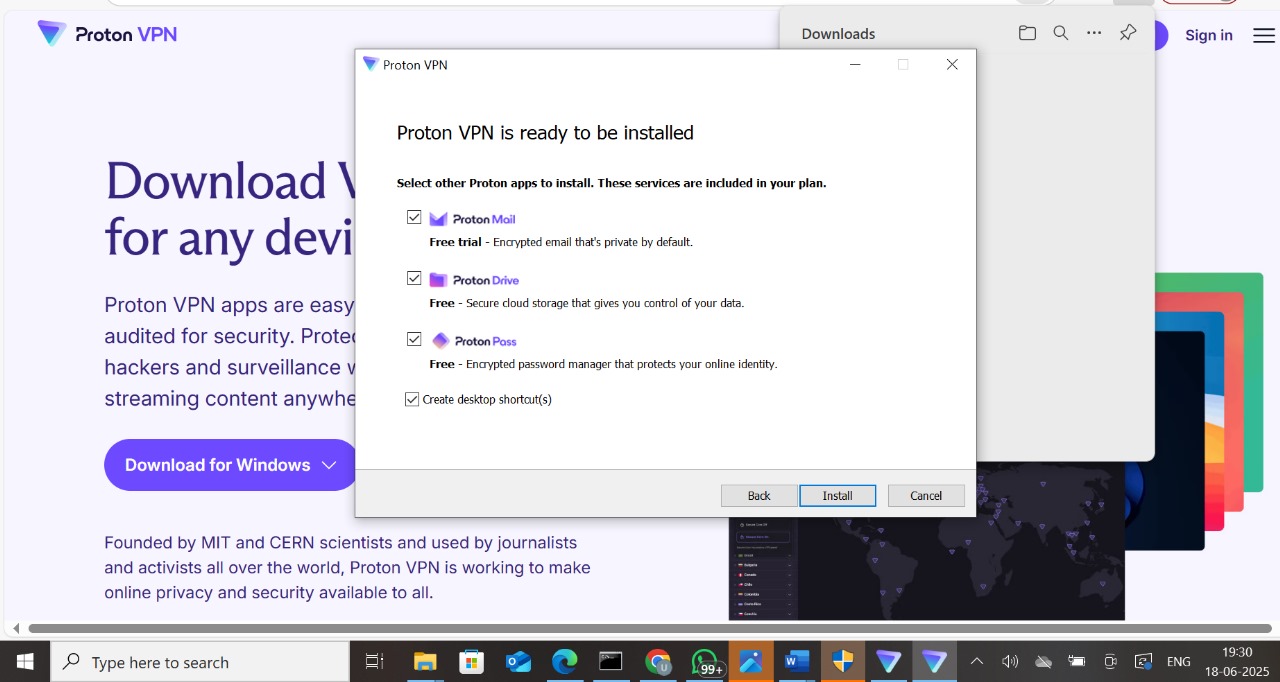 Proton VPN
Downloads
Sign in
Proton VPN
Proton VPN is ready to be installed
Select other Proton apps to install. These services are included in your plan.
Proton Mail
Free trial - Encrypted email that's private by default.
Proton Drive
Free - Secure cloud storage that gives you control of your data.
Proton Pass
Free - Encrypted password manager that protects your online identity.
Create desktop shortcut(s)
Back
Install
Cancel
Download V
for any devi
Proton VPN apps are easy
audited for security. Prote
hackers and surveillance w
streaming content anywhe
Download for Windows
Founded by MIT and CERN scientists and used by journalists
and activists all over the world, Proton VPN is working to make
online privacy and security available to all.
Type here to search
99+
ENG
19:30
18-06-2025